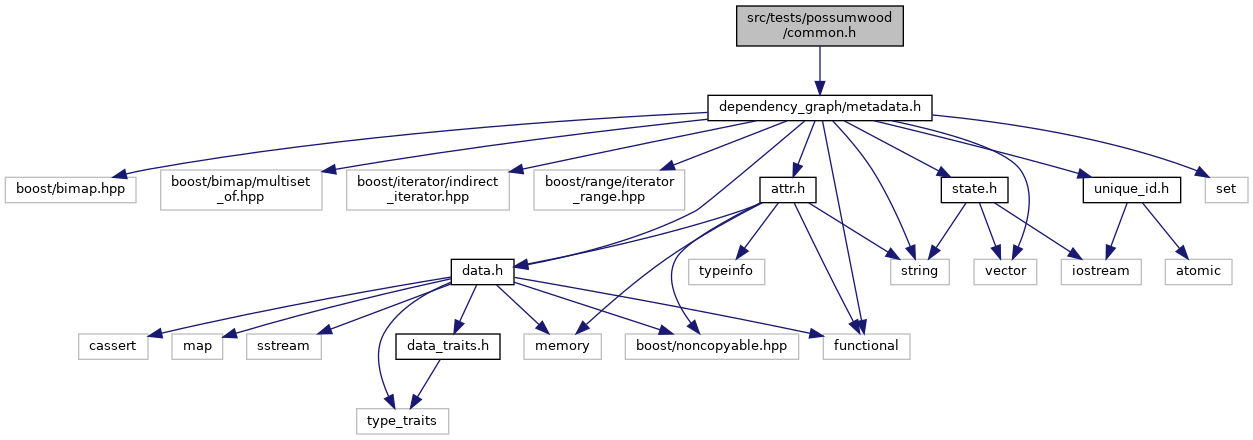 src/tests/possumwood
/common.h
dependency_graph/metadata.h
boost/bimap.hpp
boost/bimap/multiset
_of.hpp
boost/iterator/indirect
_iterator.hpp
boost/range/iterator
_range.hpp
attr.h
state.h
unique_id.h
set
data.h
typeinfo
string
vector
iostream
atomic
cassert
map
sstream
data_traits.h
memory
boost/noncopyable.hpp
functional
type_traits